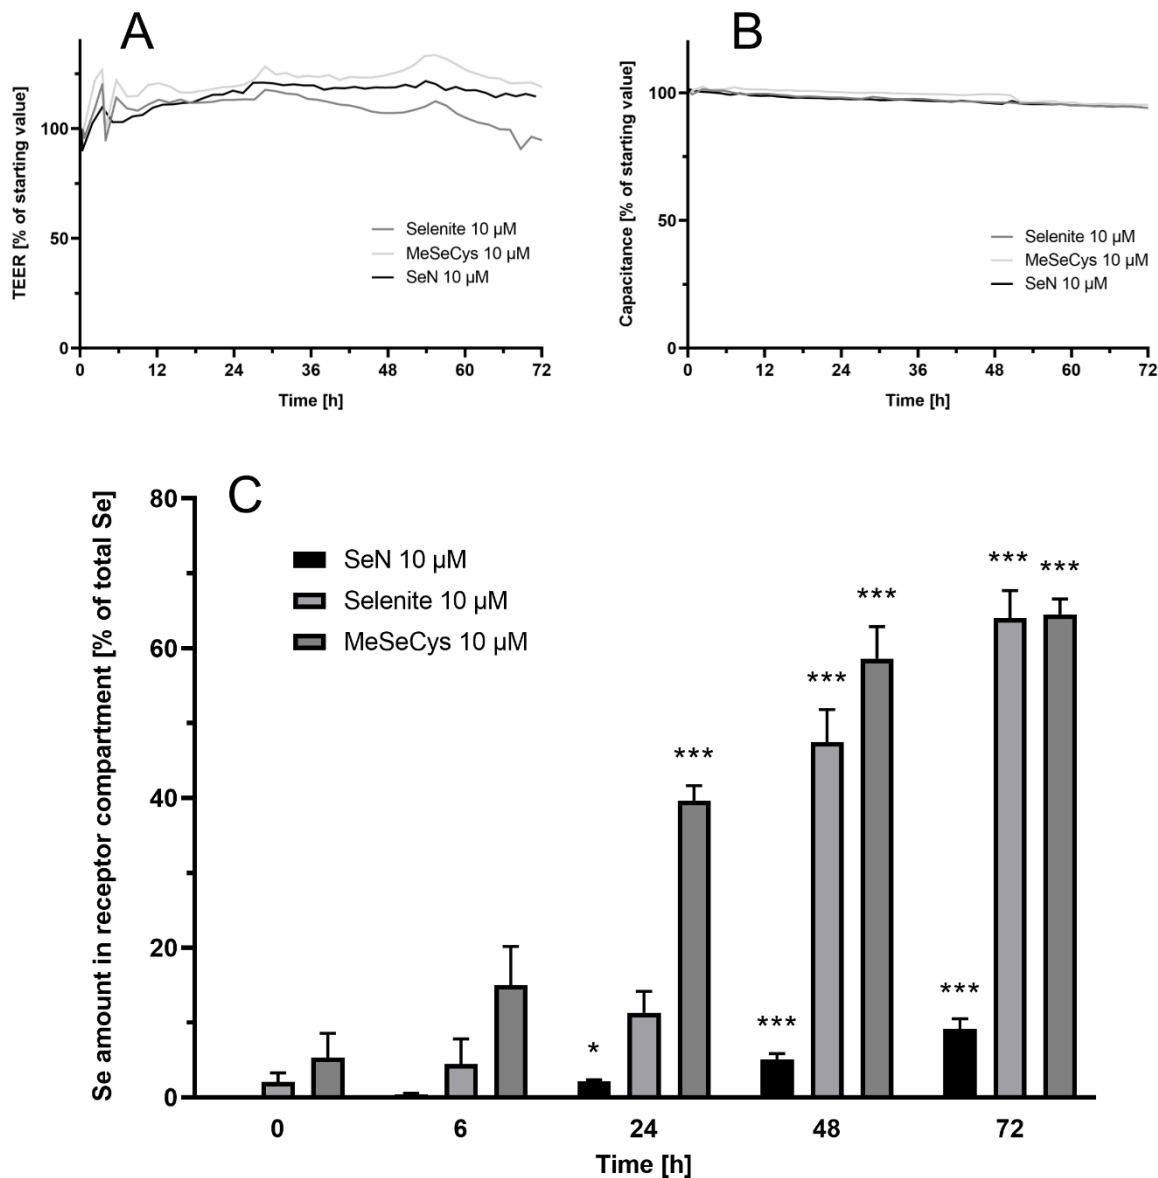 A
TEER [% of starting value]
100
50
0
Selenite 10 µM
MeSeCys 10 µM
SeN 10 µM
0 12 24 36 48 60 72
Time [h]
B
Capacitance [% of starting value]
100
50
0
Selenite 10 µM
MeSeCys 10 µM
SeN 10 µM
0 12 24 36 48 60 72
Time [h]
C
Se amount in receptor compartment [% of total Se]
80
60
40
20
0
SeN 10 µM
Selenite 10 µM
MeSeCys 10 µM
* *** *** *** *** *** *** ***
0 6 24 48 72
Time [h]